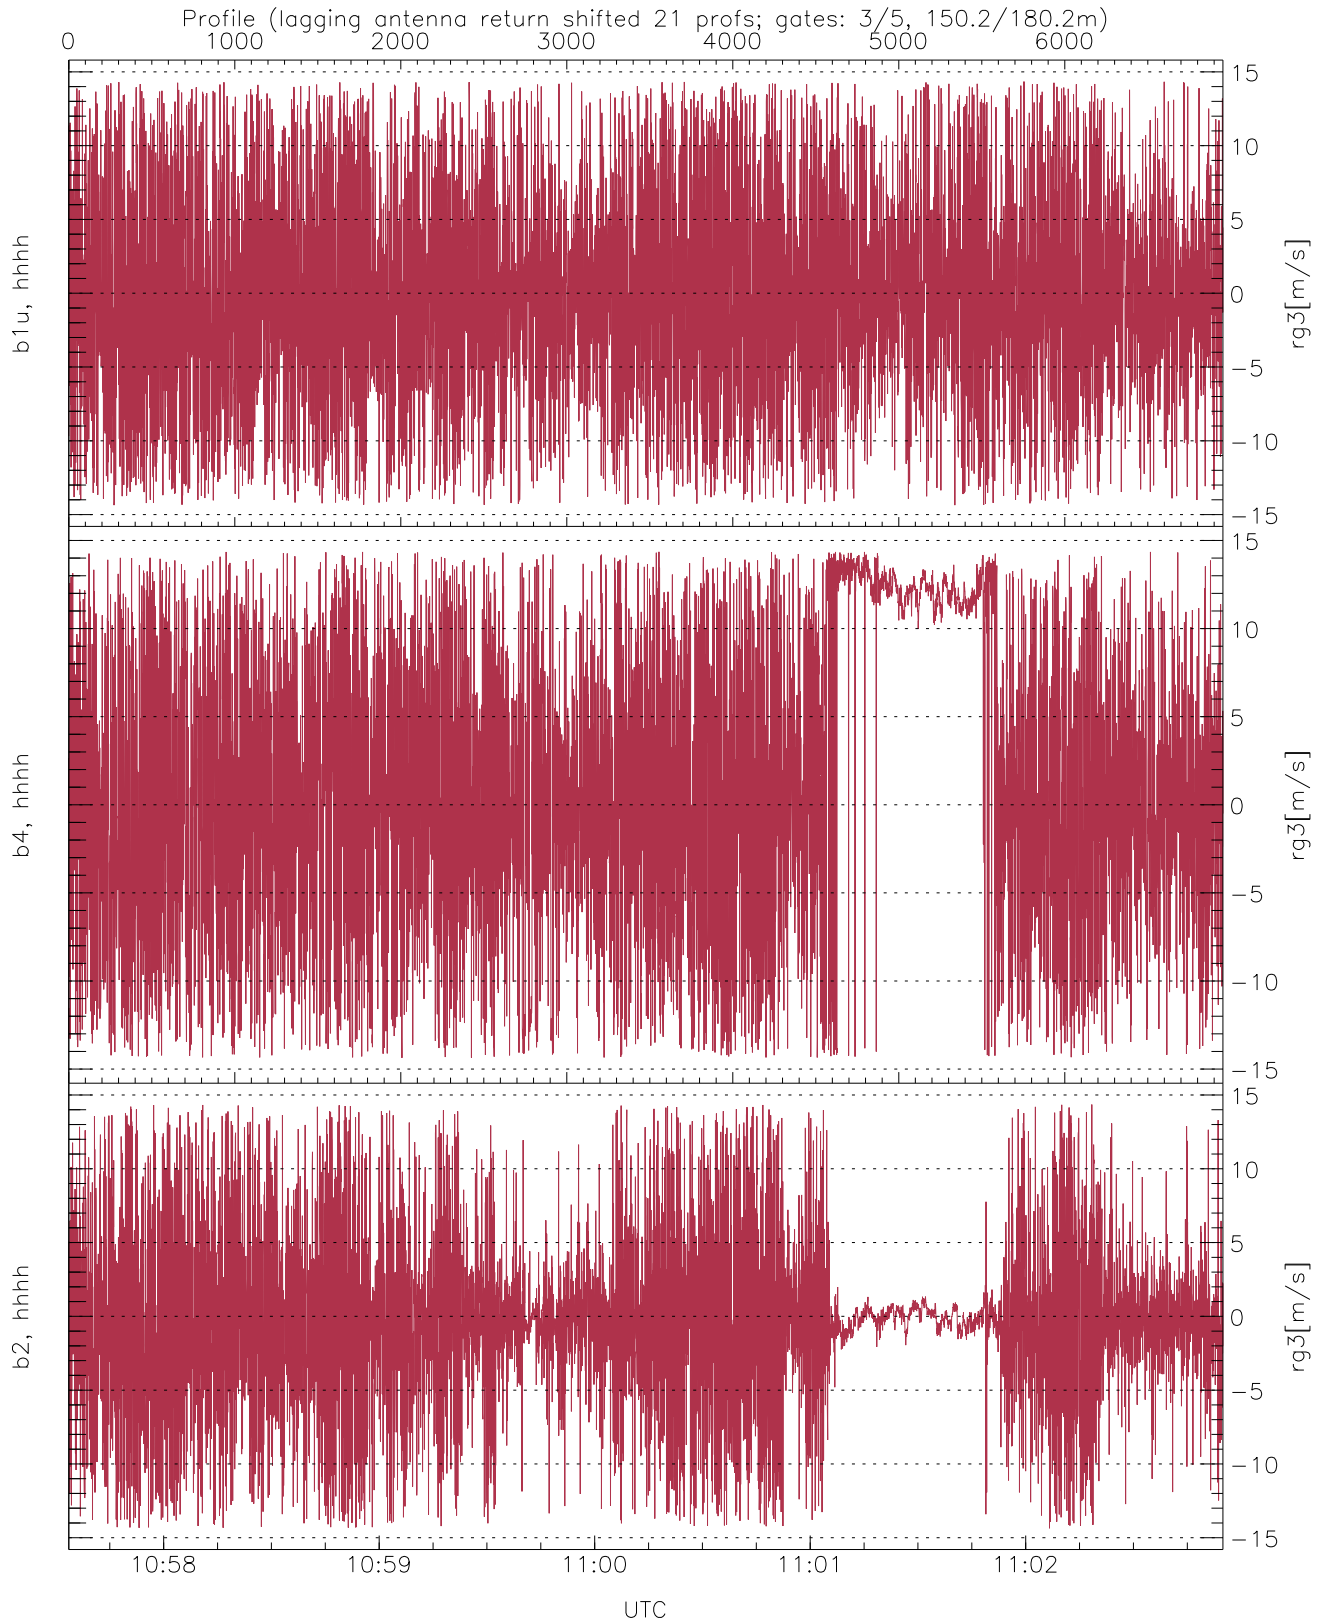 Profile (lagging antenna return shifted 21 profs; gates: 3/5, 150.2/180.2m)
0 1000 2000 3000 4000 5000 6000
b1u, hhhh
15
10
5
0
−5
−10
−15
rg3[m/s]
b4, hhhh
15
10
5
0
−5
−10
−15
rg3[m/s]
b2, hhhh
15
10
5
0
−5
−10
−15
rg3[m/s]
10:58 10:59 11:00 11:01 11:02
UTC